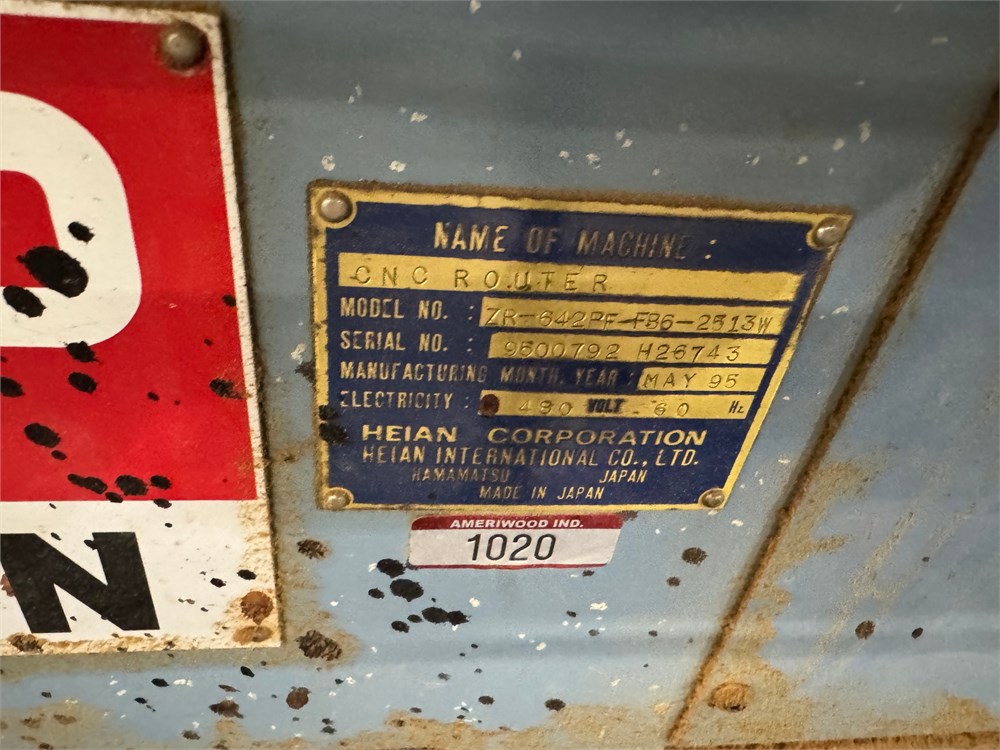 N
NAME OF MACHINE :
CNC ROUTER
MODEL NO. : ZR-642PF-FB6-2513W
SERIAL NO. : 9500792 H26743
MANUFACTURING MONTH, YEAR : MAY 95
ELECTRICITY : 480 VOLT 60 Hz
HEIAN CORPORATION
HEIAN INTERNATIONAL CO., LTD.
HAMAMATSU JAPAN
MADE IN JAPAN
AMERIWOOD IND.
1020